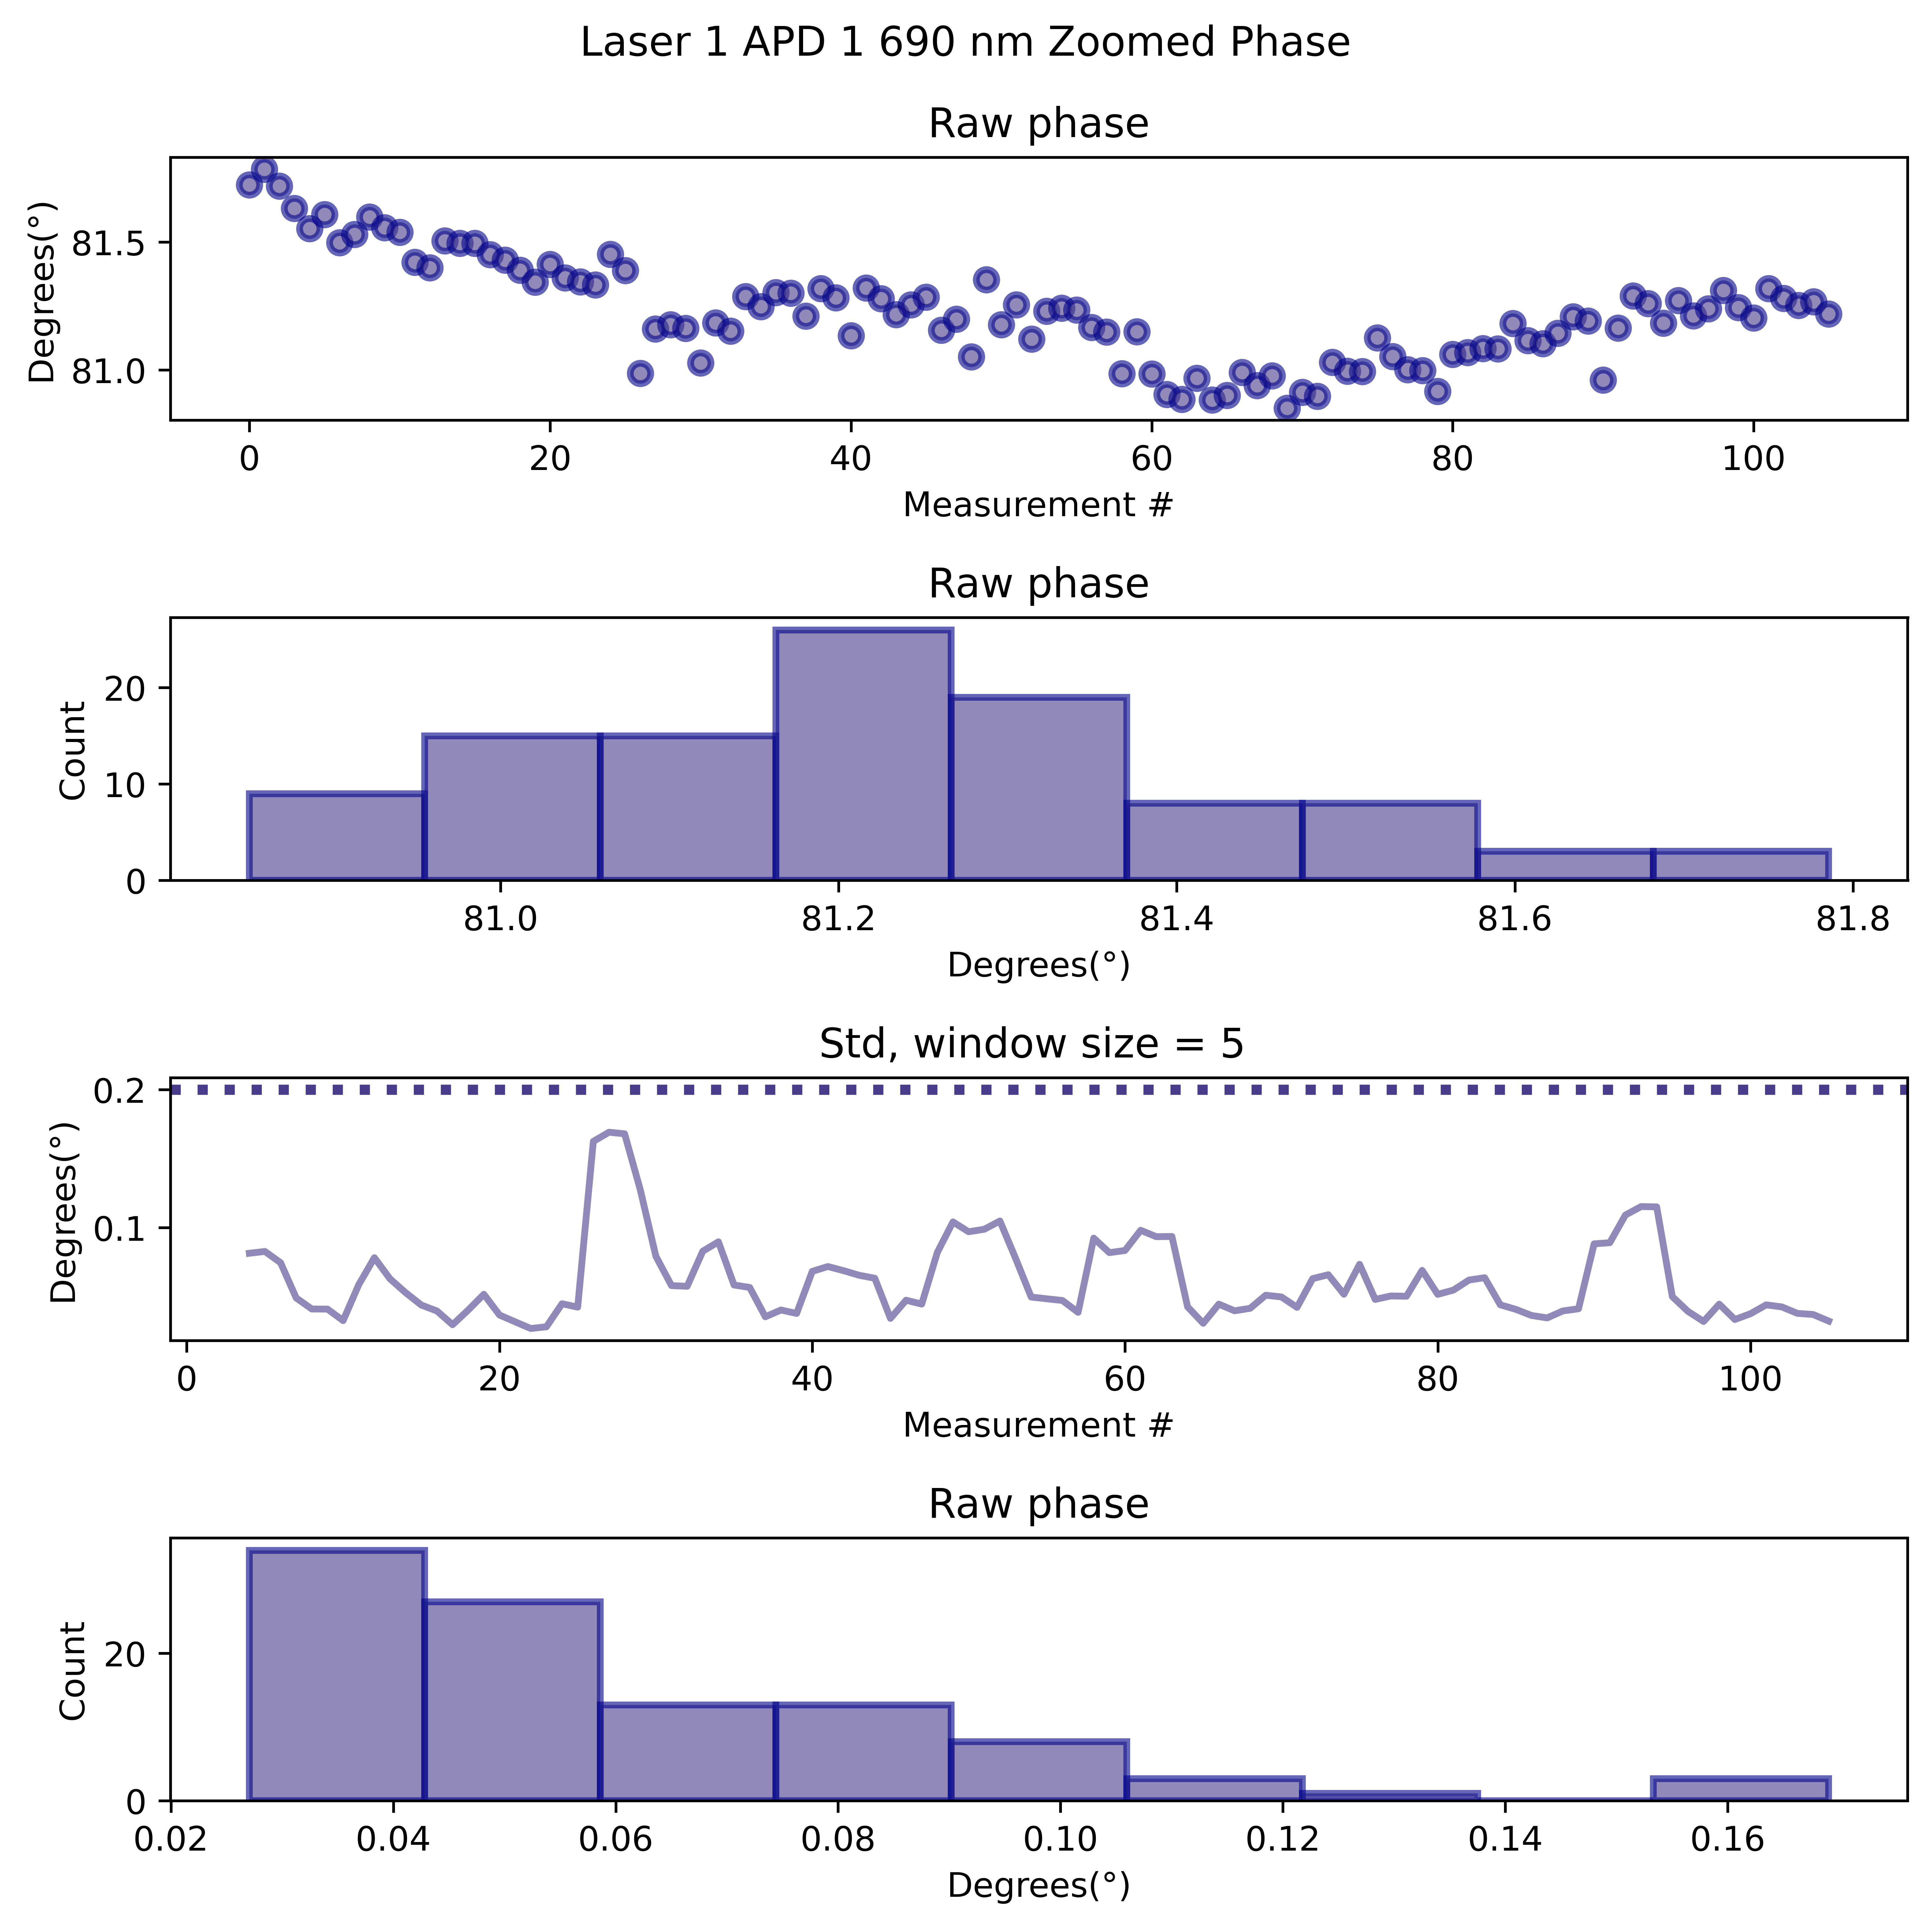 Laser 1 APD 1 690 nm Zoomed Phase
Raw phase
Degrees(°)
81.5
81.0
0 20 40 60 80 100
Measurement #
Raw phase
Count
20
10
0
81.0 81.2 81.4 81.6 81.8
Degrees(°)
Std, window size = 5
Degrees(°)
0.2
0.1
0 20 40 60 80 100
Measurement #
Raw phase
Count
20
0
0.02 0.04 0.06 0.08 0.10 0.12 0.14 0.16
Degrees(°)